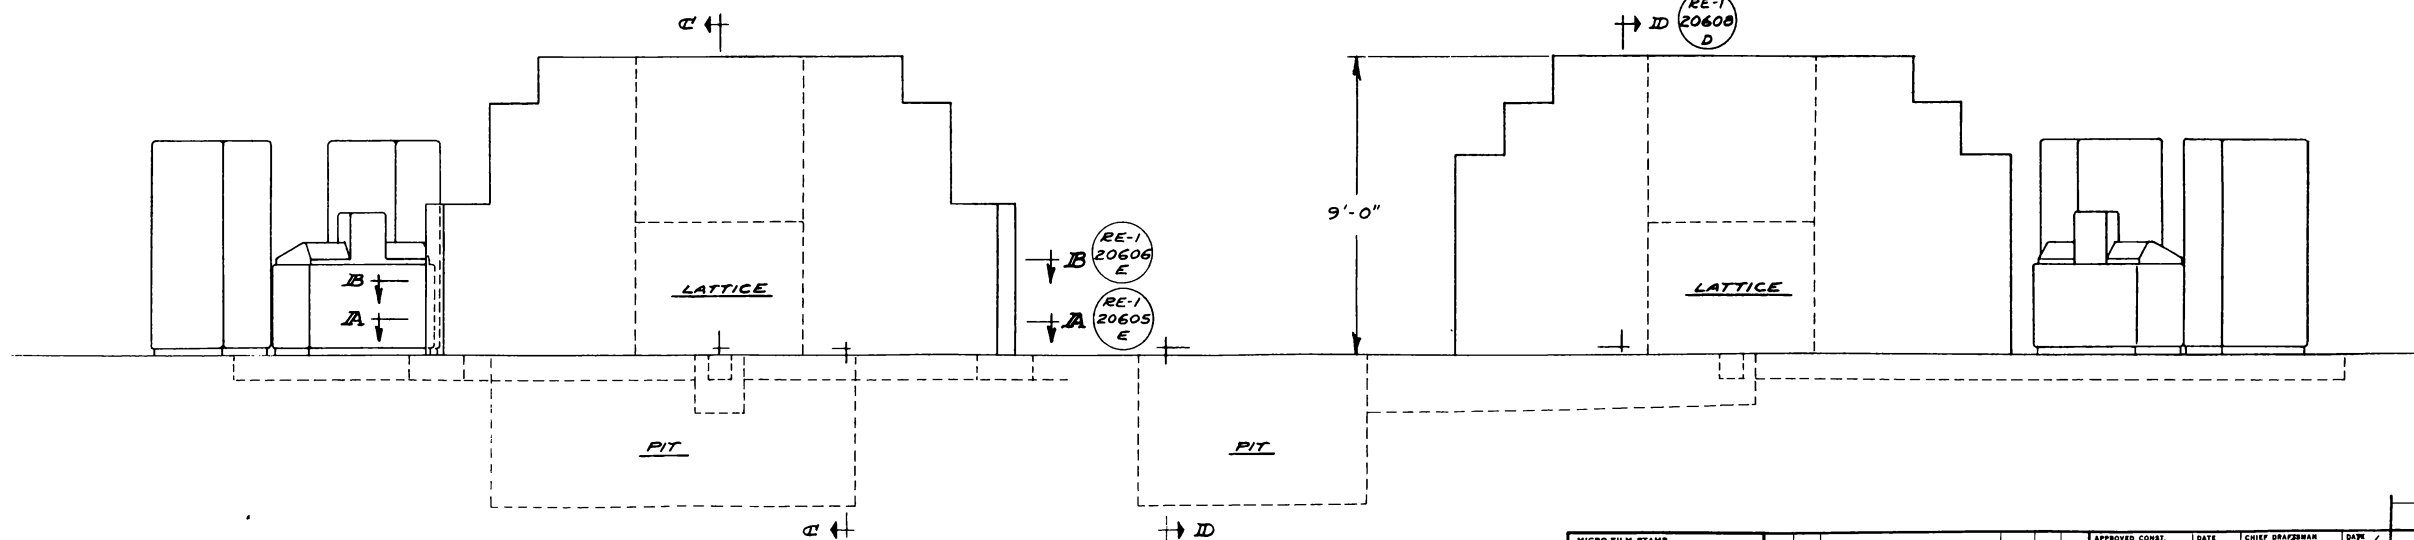 C
D
RE-1
20608
D
9'-0"
B
RE-1
20606
E
B
LATTICE
LATTICE
A
A
RE-1
20605
E
PIT
PIT
C
D
MICRO FILM STAMP
APPROVED CONST.
DATE
CHIEF DRAFTSMAN
DATE